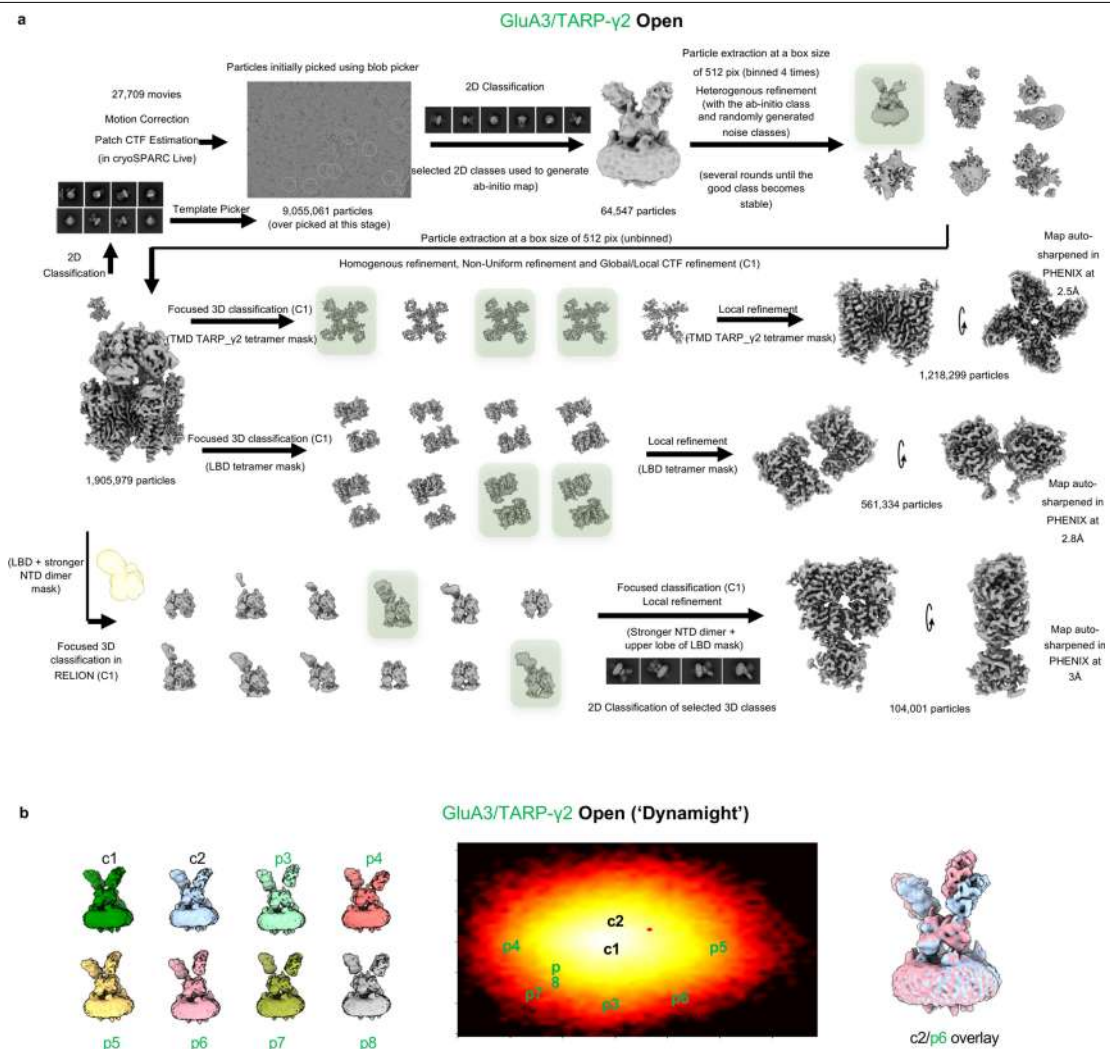 a
GluA3/TARP-γ2 Open
27,709 movies
Motion Correction
Patch CTF Estimation
(in cryoSPARC Live)
Particles initially picked using blob picker
Template Picker
9,055,061 particles
(over picked at this stage)
2D Classification
selected 2D classes used to generate
ab-initio map)
64,547 particles
Particle extraction at a box size
of 512 pix (binned 4 times)
Heterogenous refinement
(with the ab-initio class
and randomly generated
noise classes)
(several rounds until the
good class becomes
stable)
2D
Classification
Particle extraction at a box size of 512 pix (unbinned)
Homogenous refinement, Non-Uniform refinement and Global/Local CTF refinement (C1)
Focused 3D classification (C1)
(TMD TARP_γ2 tetramer mask)
Local refinement
(TMD TARP_γ2 tetramer mask)
Map auto-
sharpened in
PHENIX at
2.5Å
1,218,299 particles
1,905,979 particles
Focused 3D classification (C1)
(LBD tetramer mask)
Local refinement
(LBD tetramer mask)
561,334 particles
Map auto-
sharpened in
PHENIX at
2.8Å
(LBD + stronger
NTD dimer
mask)
Focused 3D
classification in
RELION (C1)
Focused classification (C1)
Local refinement
(Stronger NTD dimer +
upper lobe of LBD mask)
2D Classification of selected 3D classes
104,001 particles
Map auto-
sharpened in
PHENIX at
3Å
b
GluA3/TARP-γ2 Open ('Dynamight')
c1 c2 p3 p4
p5 p6 p7 p8
c2
c1
p4
p5
p
8
p7
p3
p6
c2/p6 overlay